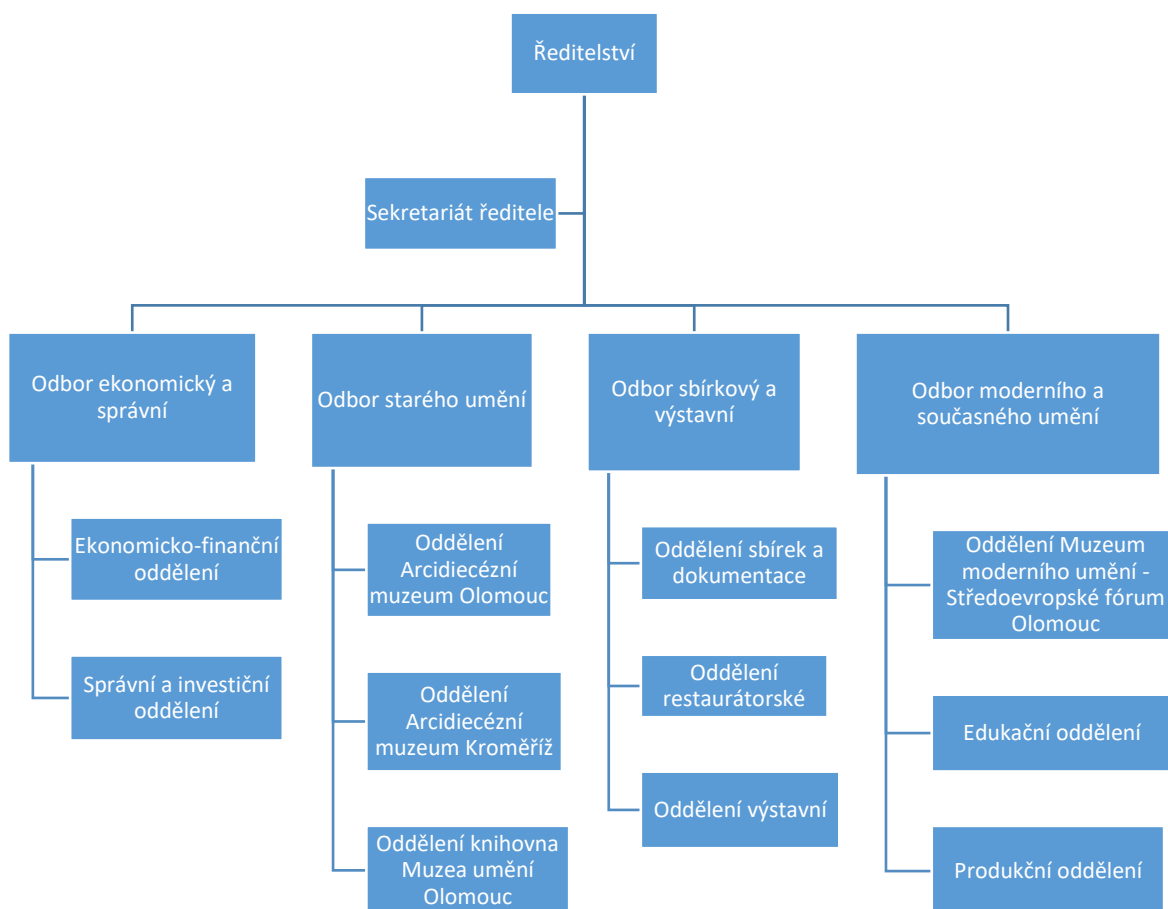 Ředitelství
Sekretariát ředitele
Odbor ekonomický a
správní
Odbor starého umění
Odbor sbírkový a
výstavní
Odbor moderního a
současného umění
Ekonomicko-finanční
oddělení
Správní a investiční
oddělení
Oddělení
Arcidiecézní
muzeum Olomouc
Oddělení
Arcidiecézní
muzeum Kroměříž
Oddělení knihovna
Muzea umění
Olomouc
Oddělení sbírek a
dokumentace
Oddělení
restaurátorské
Oddělení výstavní
Oddělení Muzeum
moderního umění -
Středoevropské fórum
Olomouc
Edukační oddělení
Produkční oddělení